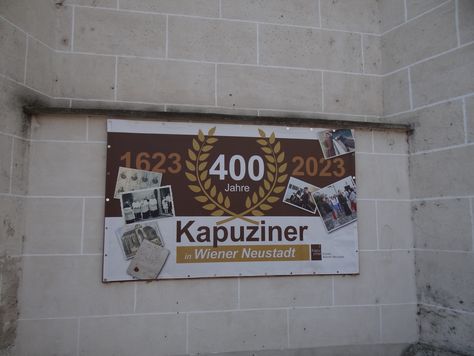 1623 400 2023
Jahre
Kapuziner
in Wiener Neustadt